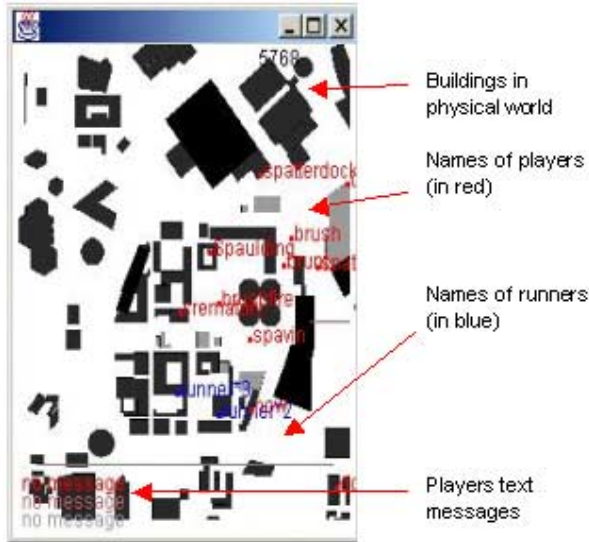 5768
Buildings in
physical world
spatterdock
Names of players
(in red)
brush
Spaulding
Names of runners
(in blue)
spavin
runner3
runner2
no message
no message
no message
Players text
messages